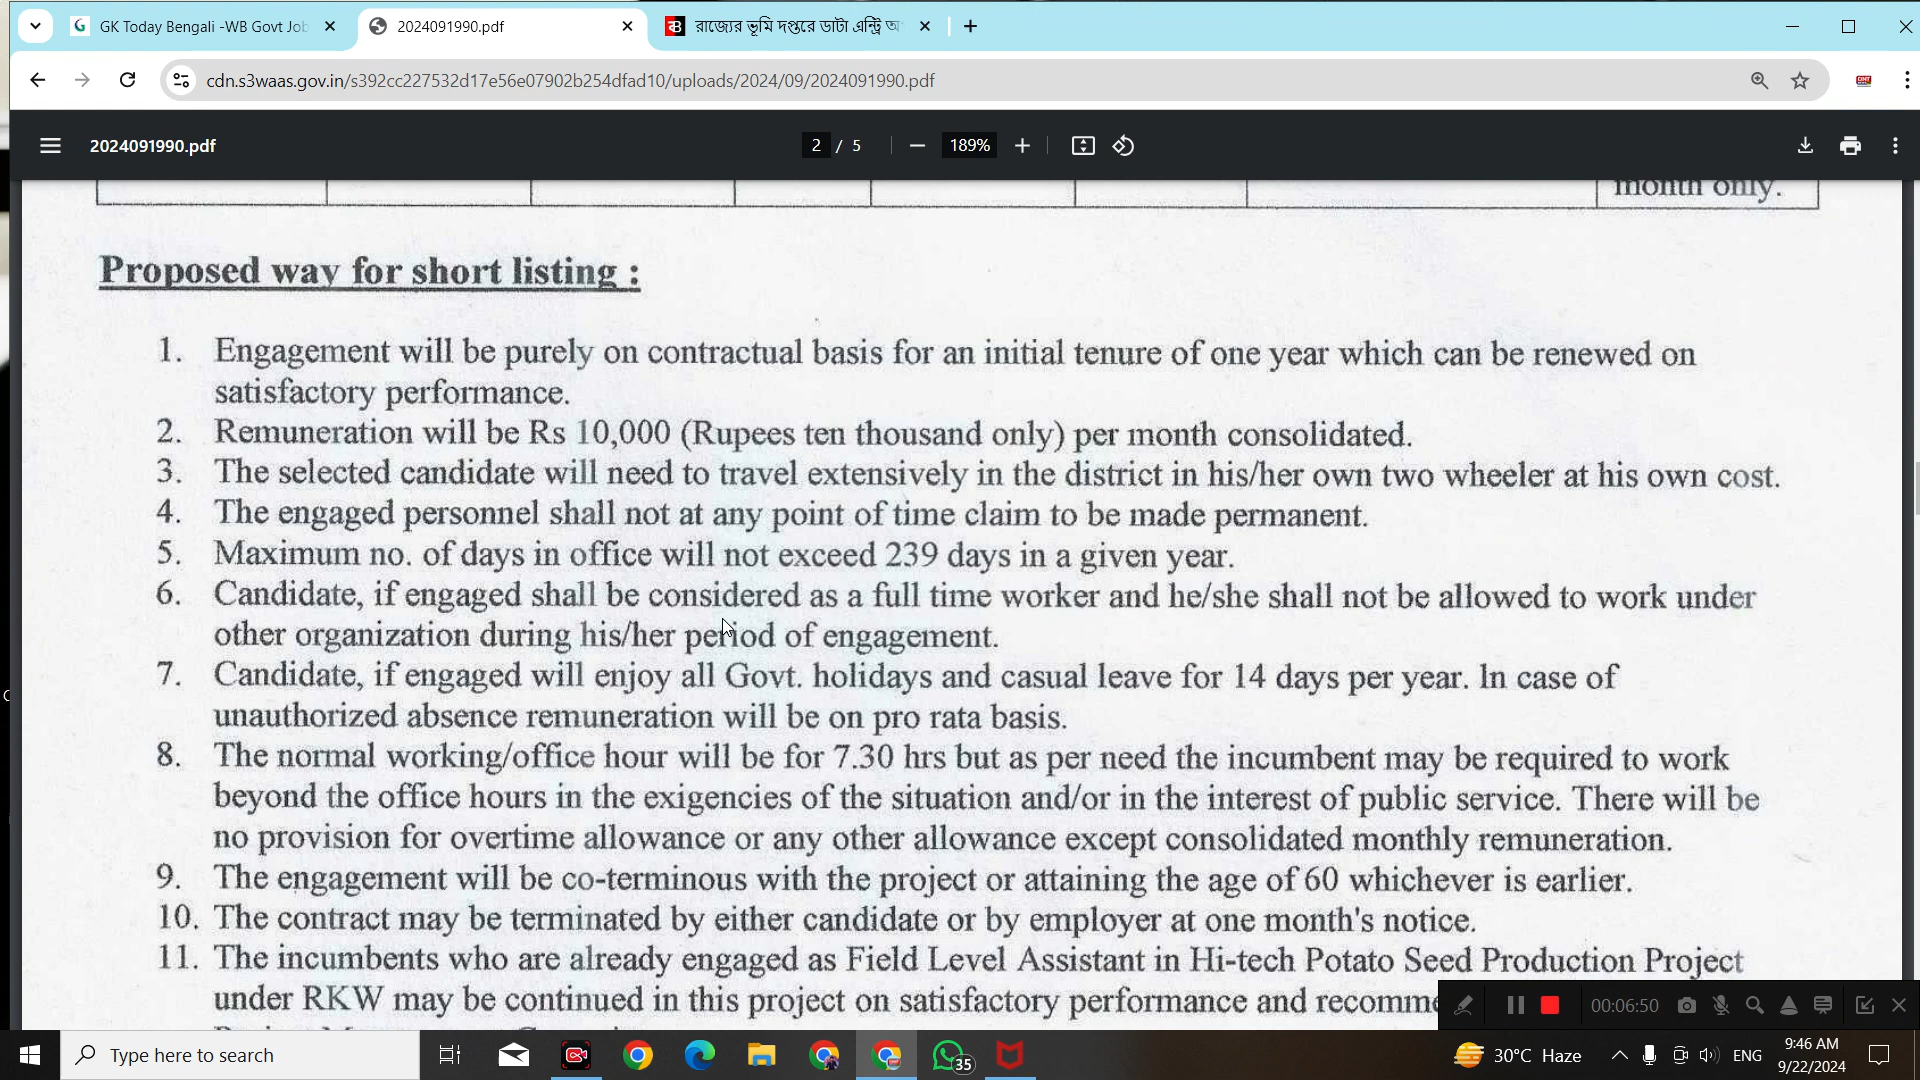 GK Today Bengali -WB Govt Job
2024091990.pdf
রাজ্যের ভূমি দপ্তরে ডাটা এন্ট্রি অ
cdn.s3waas.gov.in/s392cc227532d17e56e07902b254dfad10/uploads/2024/09/2024091990.pdf
2024091990.pdf
2 / 5
189%
month only.
Proposed way for short listing :
1. Engagement will be purely on contractual basis for an initial tenure of one year which can be renewed on
satisfactory performance.
2. Remuneration will be Rs 10,000 (Rupees ten thousand only) per month consolidated.
3. The selected candidate will need to travel extensively in the district in his/her own two wheeler at his own cost.
4. The engaged personnel shall not at any point of time claim to be made permanent.
5. Maximum no. of days in office will not exceed 239 days in a given year.
6. Candidate, if engaged shall be considered as a full time worker and he/she shall not be allowed to work under
other organization during his/her period of engagement.
7. Candidate, if engaged will enjoy all Govt. holidays and casual leave for 14 days per year. In case of
unauthorized absence remuneration will be on pro rata basis.
8. The normal working/office hour will be for 7.30 hrs but as per need the incumbent may be required to work
beyond the office hours in the exigencies of the situation and/or in the interest of public service. There will be
no provision for overtime allowance or any other allowance except consolidated monthly remuneration.
9. The engagement will be co-terminous with the project or attaining the age of 60 whichever is earlier.
10. The contract may be terminated by either candidate or by employer at one month's notice.
11. The incumbents who are already engaged as Field Level Assistant in Hi-tech Potato Seed Production Project
under RKW may be continued in this project on satisfactory performance and recomme
00:06:50
Type here to search
35
30°C Haze
ENG
9:46 AM
9/22/2024